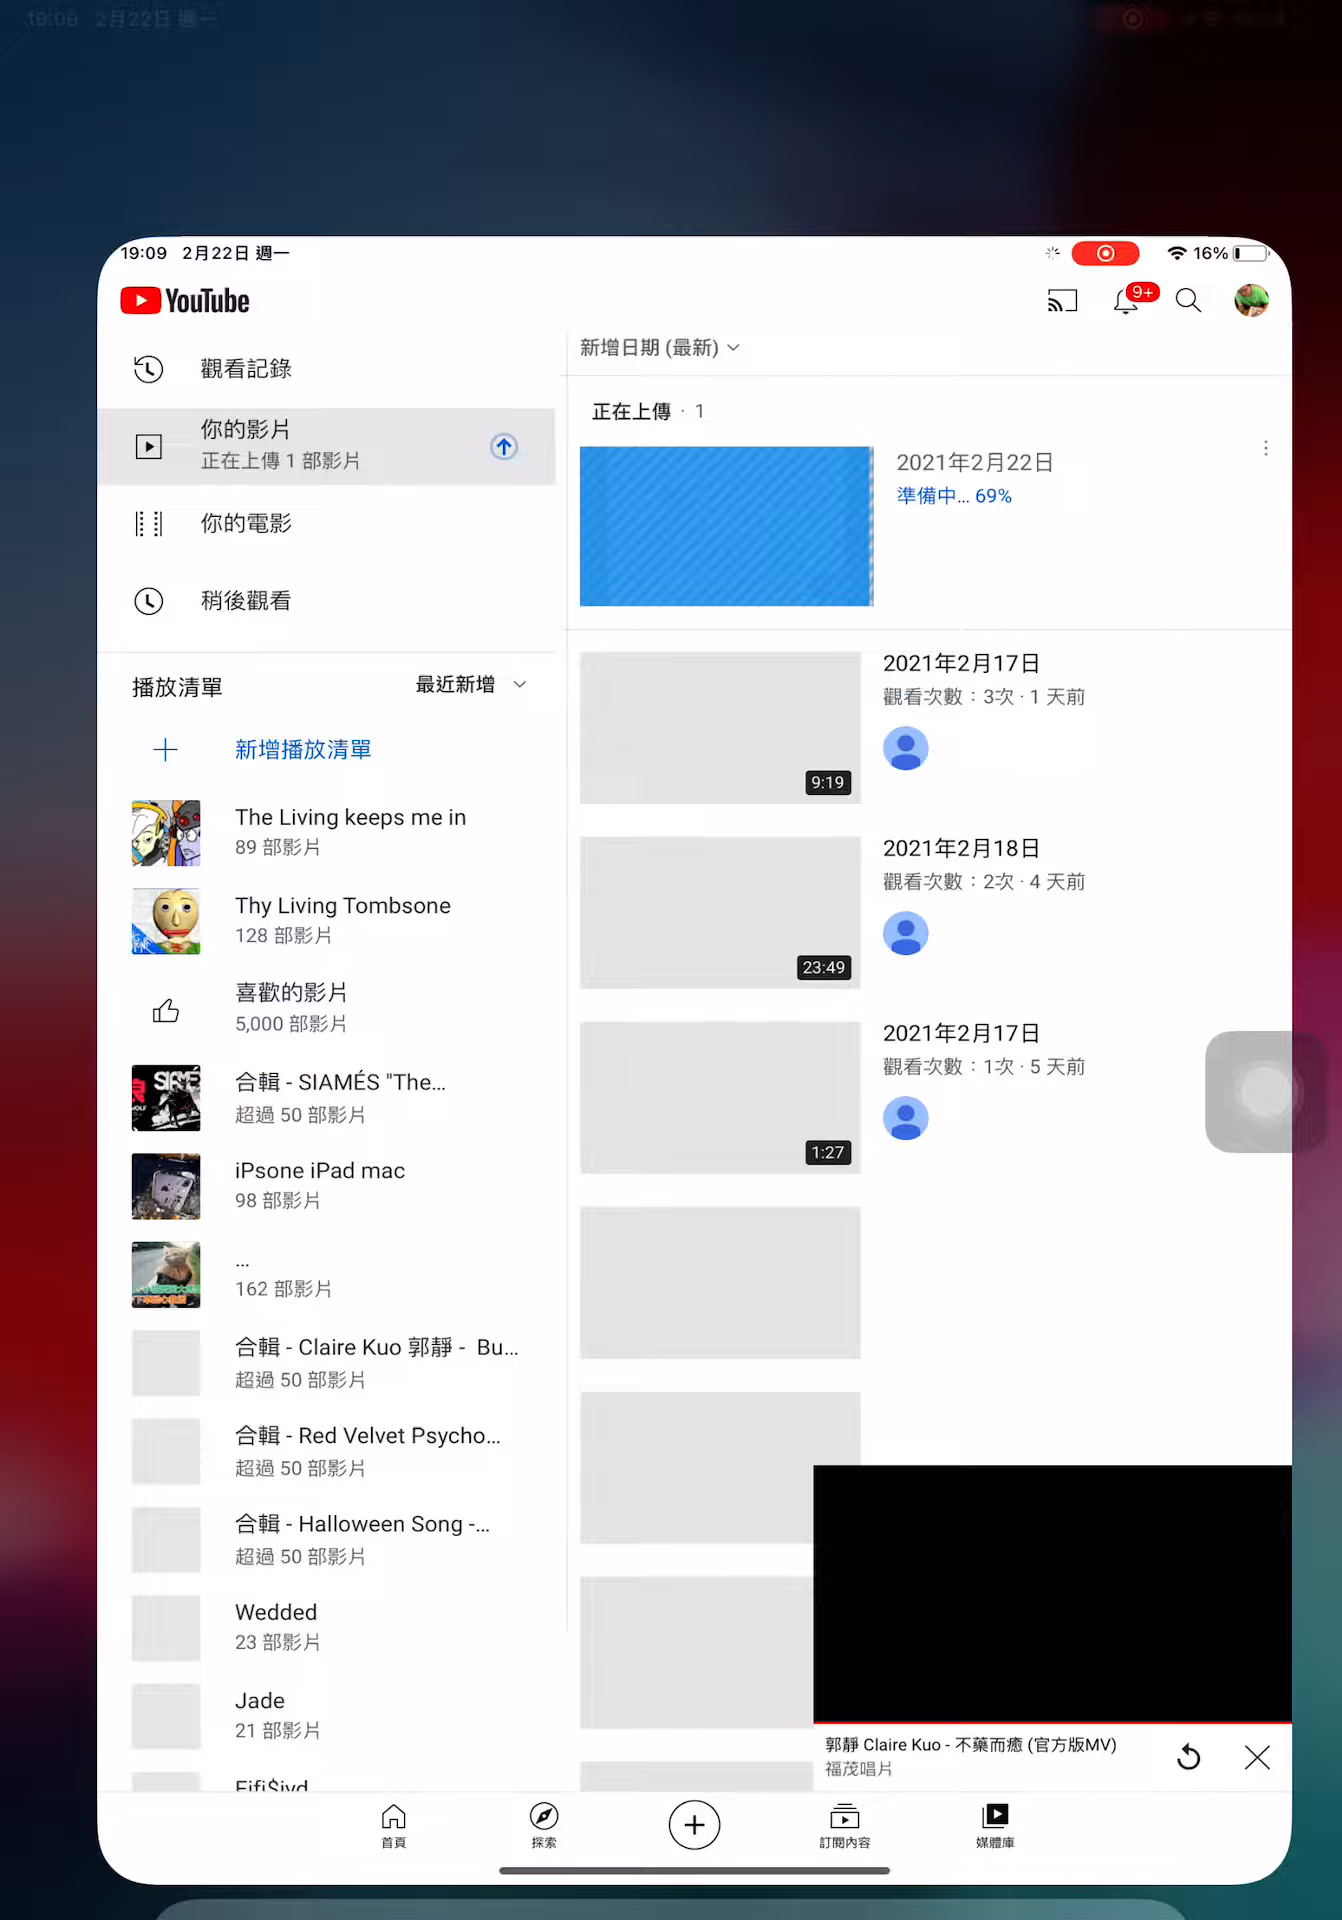 19:09 2月22日 週一
19:09 2月22日 週一
16%
YouTube
9+
觀看記錄
你的影片
正在上傳 1 部影片
你的電影
稍後觀看
播放清單
最近新增
新增播放清單
The Living keeps me in
89 部影片
Thy Living Tombsone
128 部影片
喜歡的影片
5,000 部影片
合輯 - SIAMÉS "The...
超過 50 部影片
iPsone iPad mac
98 部影片
...
162 部影片
合輯 - Claire Kuo 郭靜 - Bu...
超過 50 部影片
合輯 - Red Velvet Psycho...
超過 50 部影片
合輯 - Halloween Song -...
超過 50 部影片
Wedded
23 部影片
Jade
21 部影片
新增日期 (最新)
正在上傳 · 1
2021年2月22日
準備中... 69%
2021年2月17日
觀看次數：3次 · 1 天前
9:19
2021年2月18日
觀看次數：2次 · 4 天前
23:49
2021年2月17日
觀看次數：1次 · 5 天前
1:27
郭靜 Claire Kuo - 不藥而癒 (官方版MV)
福茂唱片
首頁
探索
訂閱內容
媒體庫